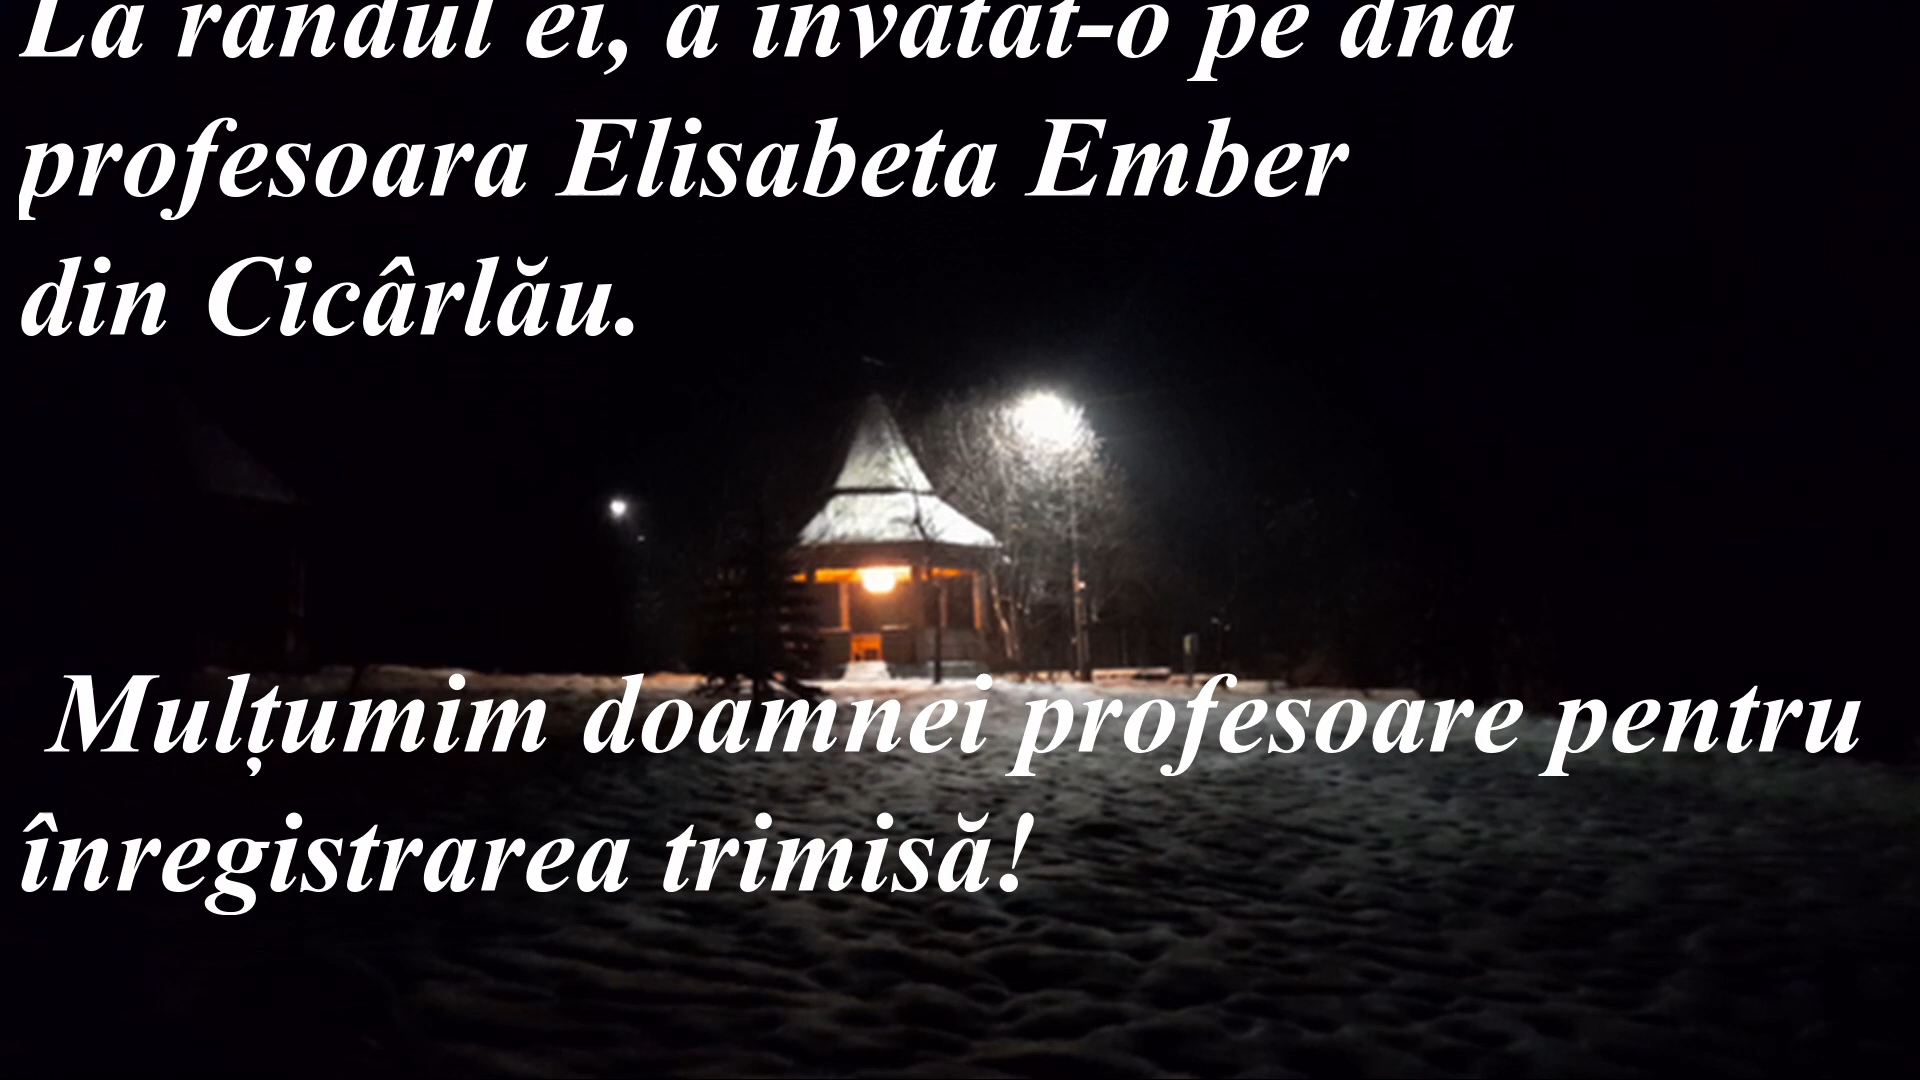 La rândul ei, a învățat-o pe dna
profesoara Elisabeta Ember
din Cicârlău.
Mulțumim doamnei profesoare pentru
înregistrarea trimisă!